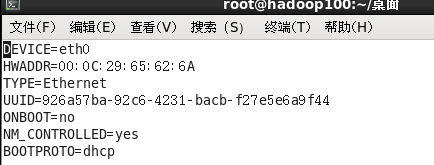 root@hadoop100:~/桌面
文件(F) 编辑(E) 查看(V) 搜索 (S) 终端(T) 帮助(H)
DEVICE=eth0
HWADDR=00:0C:29:65:62:6A
TYPE=Ethernet
UUID=926a57ba-92c6-4231-bacb-f27e5e6a9f44
ONBOOT=no
NM_CONTROLLED=yes
BOOTPROTO=dhcp